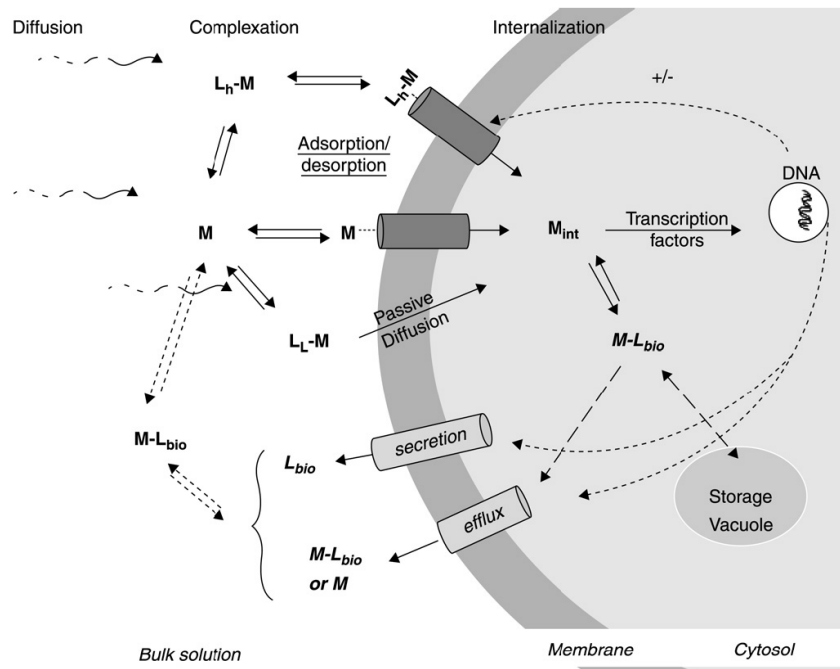 Diffusion
Complexation
Internalization
L_h-M
L_h-M
+/-
Adsorption/
desorption
DNA
M
M
M_int
Transcription
factors
Passive
Diffusion
L_L-M
M-L_bio
M-L_bio
secretion
L_bio
Storage
Vacuole
efflux
M-L_bio
or M
Bulk solution
Membrane
Cytosol